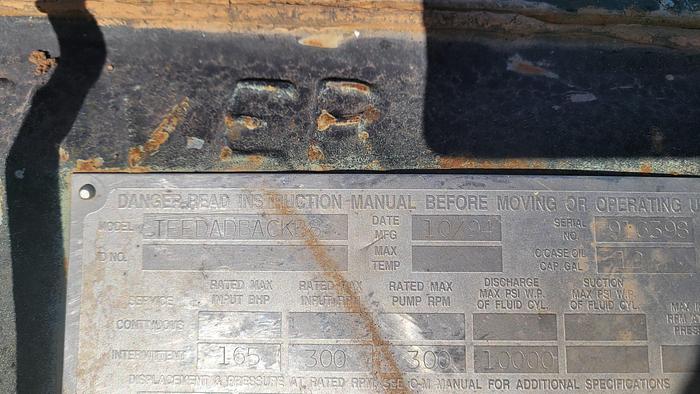 ER
DANGER-READ INSTRUCTION MANUAL BEFORE MOVING OR OPERATING U
MODEL DATE MFG 10/94 SERIAL NO
ID NO. MAX TEMP C'CASE OIL CAP. GAL
SERVICE RATED MAX INPUT BHP RATED MAX INPUT RPM RATED MAX PUMP RPM DISCHARGE MAX PSI W.P. OF FLUID CYL. SUCTION MAX PSI W.P. OF FLUID CYL.
CONTINUOUS
INTERMITTENT 165 300 300 10000
DISPLACEMENT & PRESSURE AT RATED RPM, SEE O-M MANUAL FOR ADDITIONAL SPECIFICATIONS